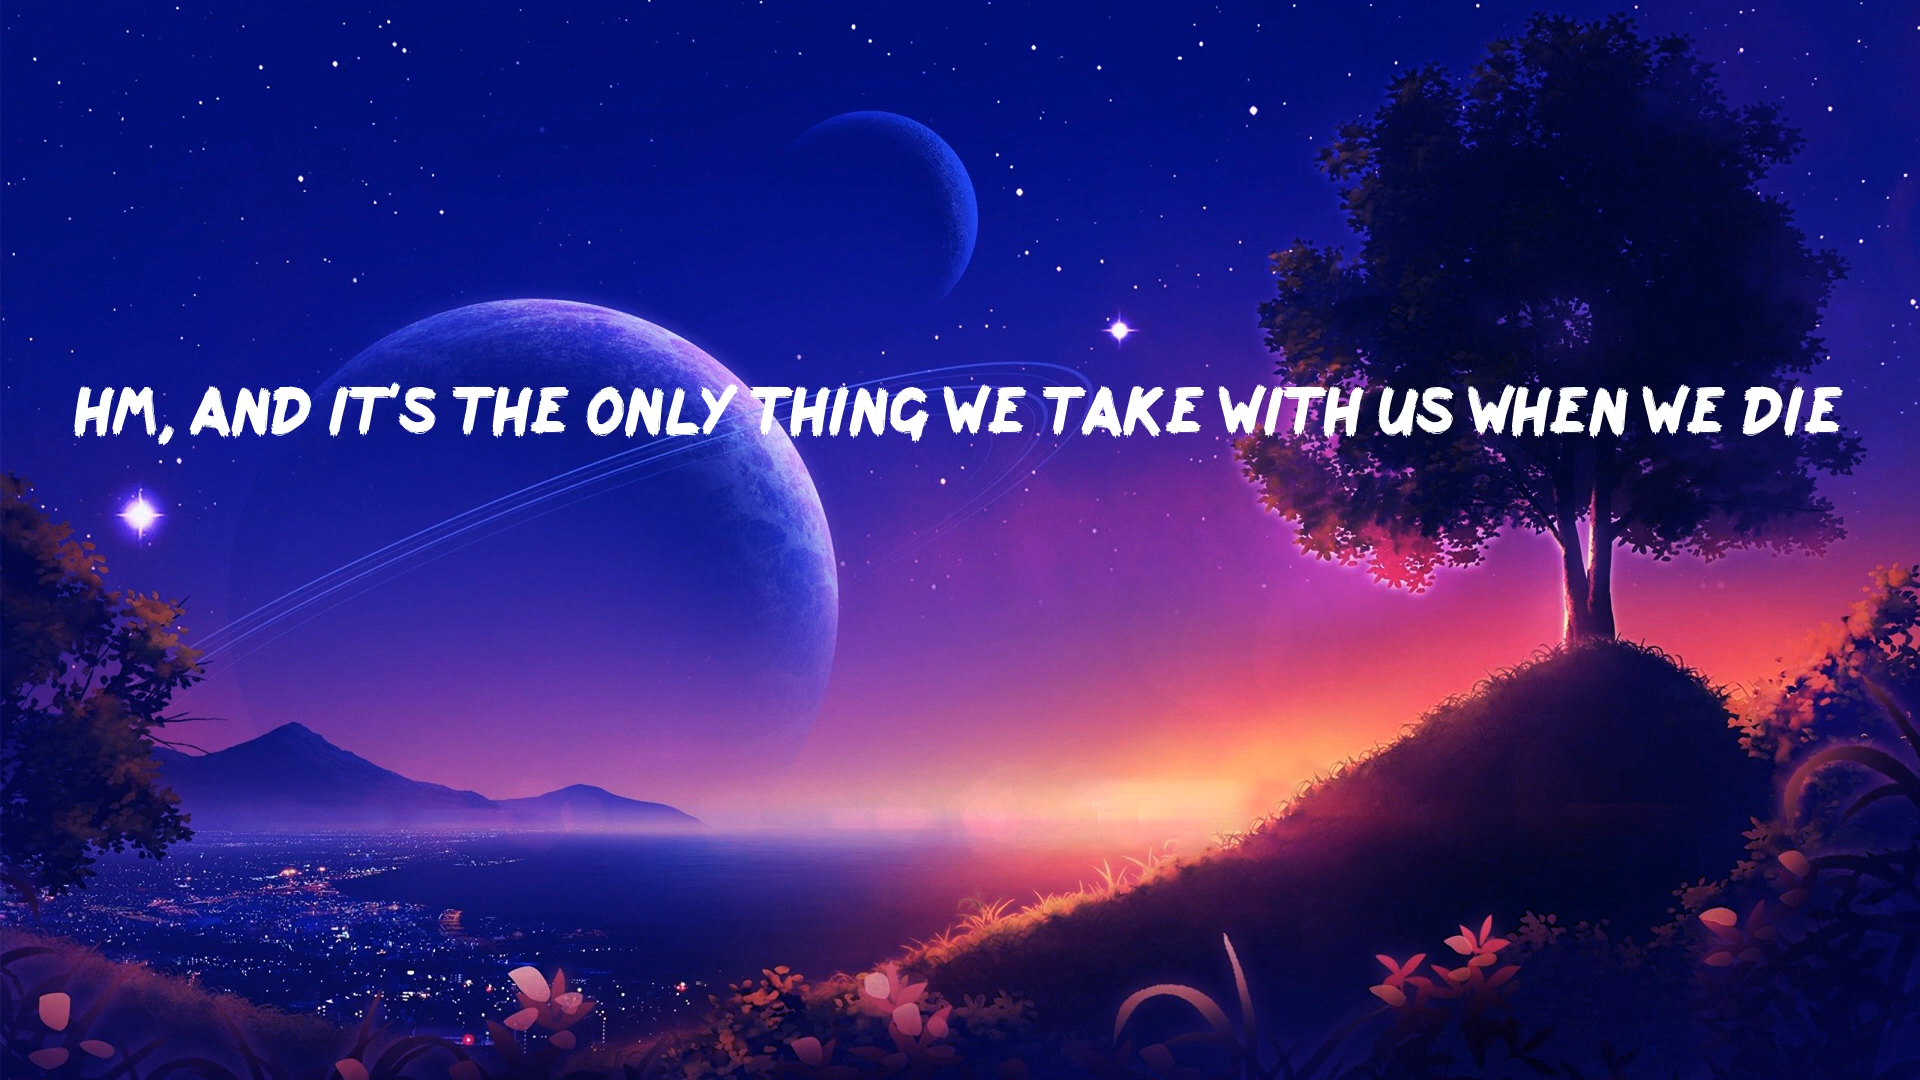 HM, AND IT'S THE ONLY THING WE TAKE WITH US WHEN WE DIE